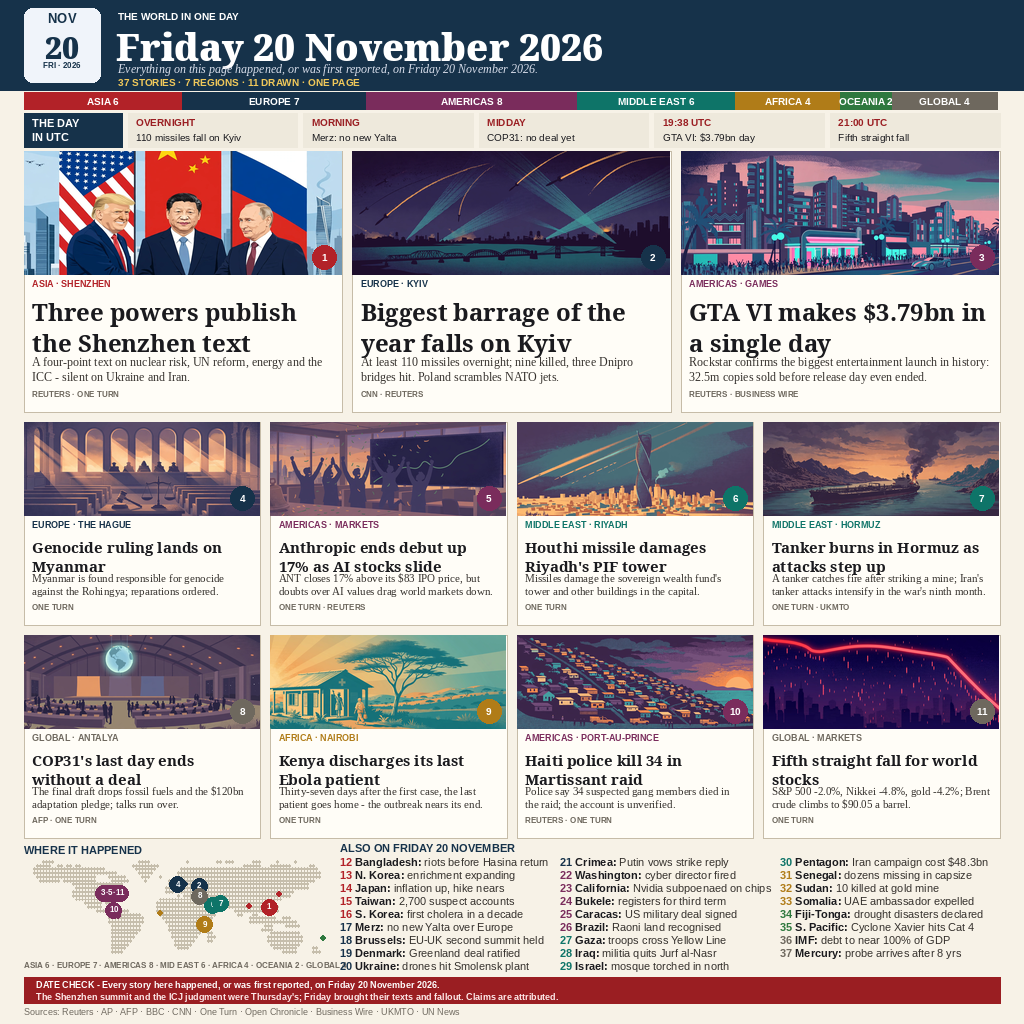 NOV
20
FRI · 2026
THE WORLD IN ONE DAY
Friday 20 November 2026
Everything on this page happened, or was first reported, on Friday 20 November 2026.
37 STORIES · 7 REGIONS · 11 DRAWN · ONE PAGE
ASIA 6
EUROPE 7
AMERICAS 8
MIDDLE EAST 6
AFRICA 4
OCEANIA 2
GLOBAL 4
THE DAY
IN UTC
OVERNIGHT
110 missiles fall on Kyiv
MORNING
Merz: no new Yalta
MIDDAY
COP31: no deal yet
19:38 UTC
GTA VI: $3.79bn day
21:00 UTC
Fifth straight fall
1
ASIA · SHENZHEN
Three powers publish
the Shenzhen text
A four-point text on nuclear risk, UN reform, energy and the
ICC - silent on Ukraine and Iran.
REUTERS · ONE TURN
2
EUROPE · KYIV
Biggest barrage of the
year falls on Kyiv
At least 110 missiles overnight; nine killed, three Dnipro
bridges hit. Poland scrambles NATO jets.
CNN · REUTERS
3
AMERICAS · GAMES
GTA VI makes $3.79bn in
a single day
Rockstar confirms the biggest entertainment launch in history:
32.5m copies sold before release day even ended.
REUTERS · BUSINESS WIRE
4
EUROPE · THE HAGUE
Genocide ruling lands on
Myanmar
Myanmar is found responsible for genocide
against the Rohingya; reparations ordered.
ONE TURN
5
AMERICAS · MARKETS
Anthropic ends debut up
17% as AI stocks slide
ANT closes 17% above its $83 IPO price, but
doubts over AI values drag world markets down.
ONE TURN · REUTERS
6
MIDDLE EAST · RIYADH
Houthi missile damages
Riyadh's PIF tower
Missiles damage the sovereign wealth fund's
tower and other buildings in the capital.
ONE TURN
7
MIDDLE EAST · HORMUZ
Tanker burns in Hormuz as
attacks step up
A tanker catches fire after striking a mine; Iran's
tanker attacks intensify in the war's ninth month.
ONE TURN · UKMTO
8
GLOBAL · ANTALYA
COP31's last day ends
without a deal
The final draft drops fossil fuels and the $120bn
adaptation pledge; talks run over.
AFP · ONE TURN
9
AFRICA · NAIROBI
Kenya discharges its last
Ebola patient
Thirty-seven days after the first case, the last
patient goes home - the outbreak nears its end.
ONE TURN
10
AMERICAS · PORT-AU-PRINCE
Haiti police kill 34 in
Martissant raid
Police say 34 suspected gang members died in
the raid; the account is unverified.
REUTERS · ONE TURN
11
GLOBAL · MARKETS
Fifth straight fall for world
stocks
S&P 500 -2.0%, Nikkei -4.8%, gold -4.2%; Brent
crude climbs to $90.05 a barrel.
ONE TURN
WHERE IT HAPPENED
3·5·11
10
4
2
8
7
9
1
ASIA 6 · EUROPE 7 · AMERICAS 8 · MID EAST 6 · AFRICA 4 · OCEANIA 2 · GLOBAL
ALSO ON FRIDAY 20 NOVEMBER
12 Bangladesh: riots before Hasina return
13 N. Korea: enrichment expanding
14 Japan: inflation up, hike nears
15 Taiwan: 2,700 suspect accounts
16 S. Korea: first cholera in a decade
17 Merz: no new Yalta over Europe
18 Brussels: EU-UK second summit held
19 Denmark: Greenland deal ratified
20 Ukraine: drones hit Smolensk plant
21 Crimea: Putin vows strike reply
22 Washington: cyber director fired
23 California: Nvidia subpoenaed on chips
24 Bukele: registers for third term
25 Caracas: US military deal signed
26 Brazil: Raoni land recognised
27 Gaza: troops cross Yellow Line
28 Iraq: militia quits Jurf al-Nasr
29 Israel: mosque torched in north
30 Pentagon: Iran campaign cost $48.3bn
31 Senegal: dozens missing in capsize
32 Sudan: 10 killed at gold mine
33 Somalia: UAE ambassador expelled
34 Fiji-Tonga: drought disasters declared
35 S. Pacific: Cyclone Xavier hits Cat 4
36 IMF: debt to near 100% of GDP
37 Mercury: probe arrives after 8 yrs
DATE CHECK - Every story here happened, or was first reported, on Friday 20 November 2026.
The Shenzhen summit and the ICJ judgment were Thursday's; Friday brought their texts and fallout. Claims are attributed.
Sources: Reuters · AP · AFP · BBC · CNN · One Turn · Open Chronicle · Business Wire · UKMTO · UN News